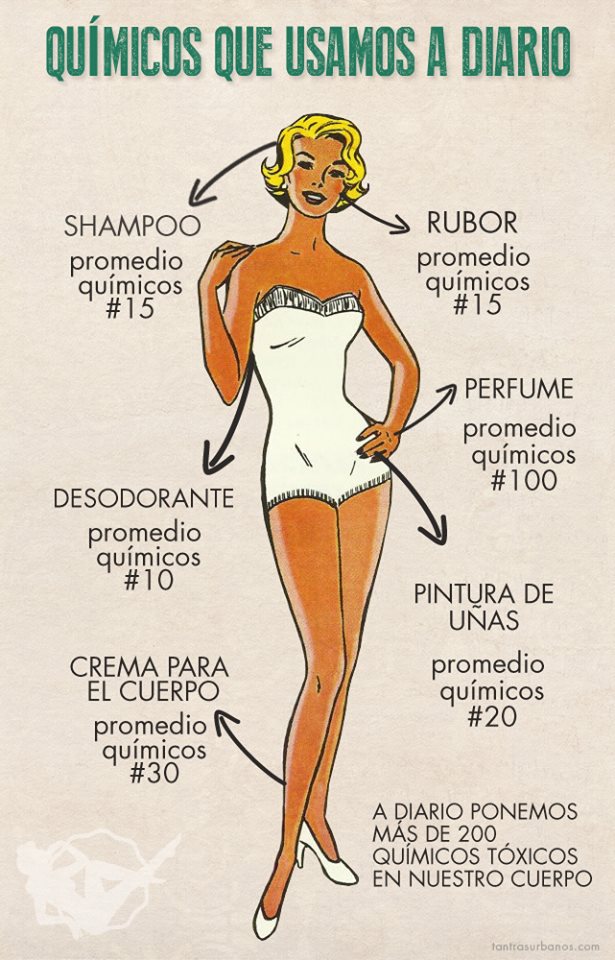 QUÍMICOS QUE USAMOS A DIARIO
SHAMPOO
promedio
químicos
#15
RUBOR
promedio
químicos
#15
PERFUME
promedio
químicos
#100
DESODORANTE
promedio
químicos
#10
PINTURA DE
UÑAS
promedio
químicos
#20
CREMA PARA
EL CUERPO
promedio
químicos
#30
A DIARIO PONEMOS
MÁS DE 200
QUÍMICOS TÓXICOS
EN NUESTRO CUERPO
tantrasurbanos.com